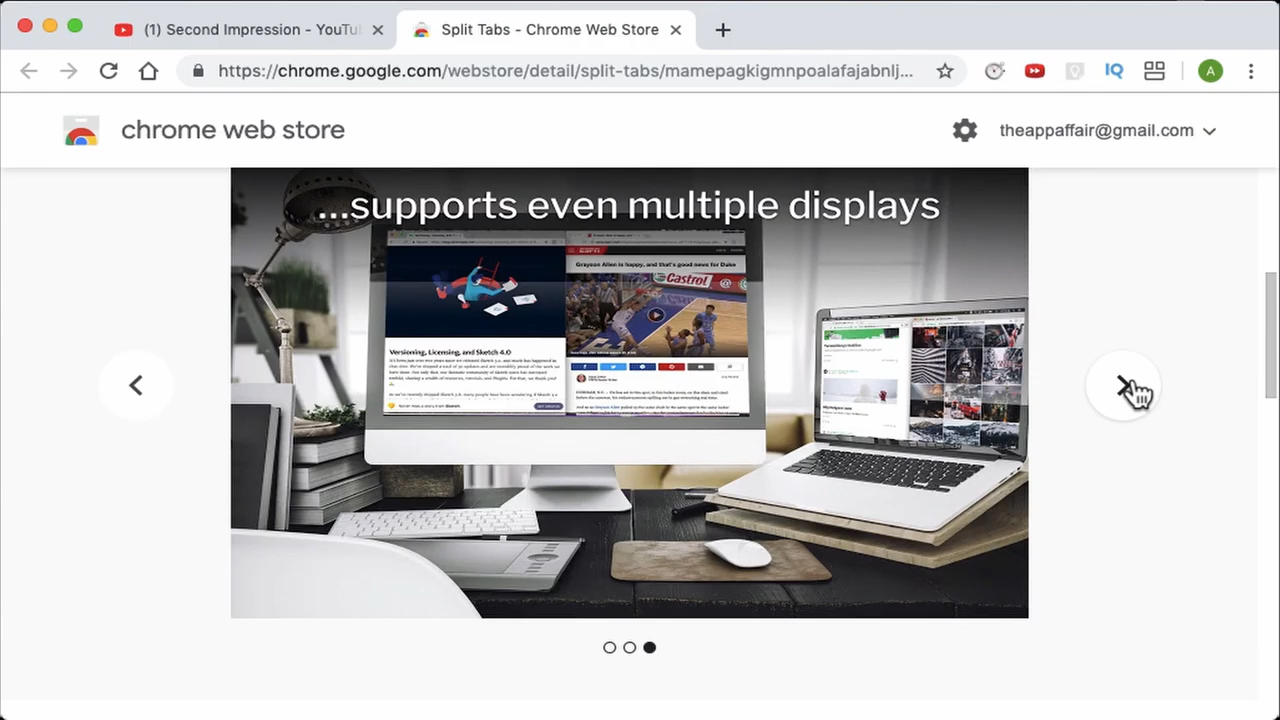 (1) Second Impression - YouTu
Split Tabs - Chrome Web Store
https://chrome.google.com/webstore/detail/split-tabs/mamepagkigmnpoalafajabnlj...
IQ
A
chrome web store
theappaffair@gmail.com
...supports even multiple displays
Grayson Allen is happy, and that's good news for Duke
Castrol
Versioning, Licensing, and Sketch 4.0